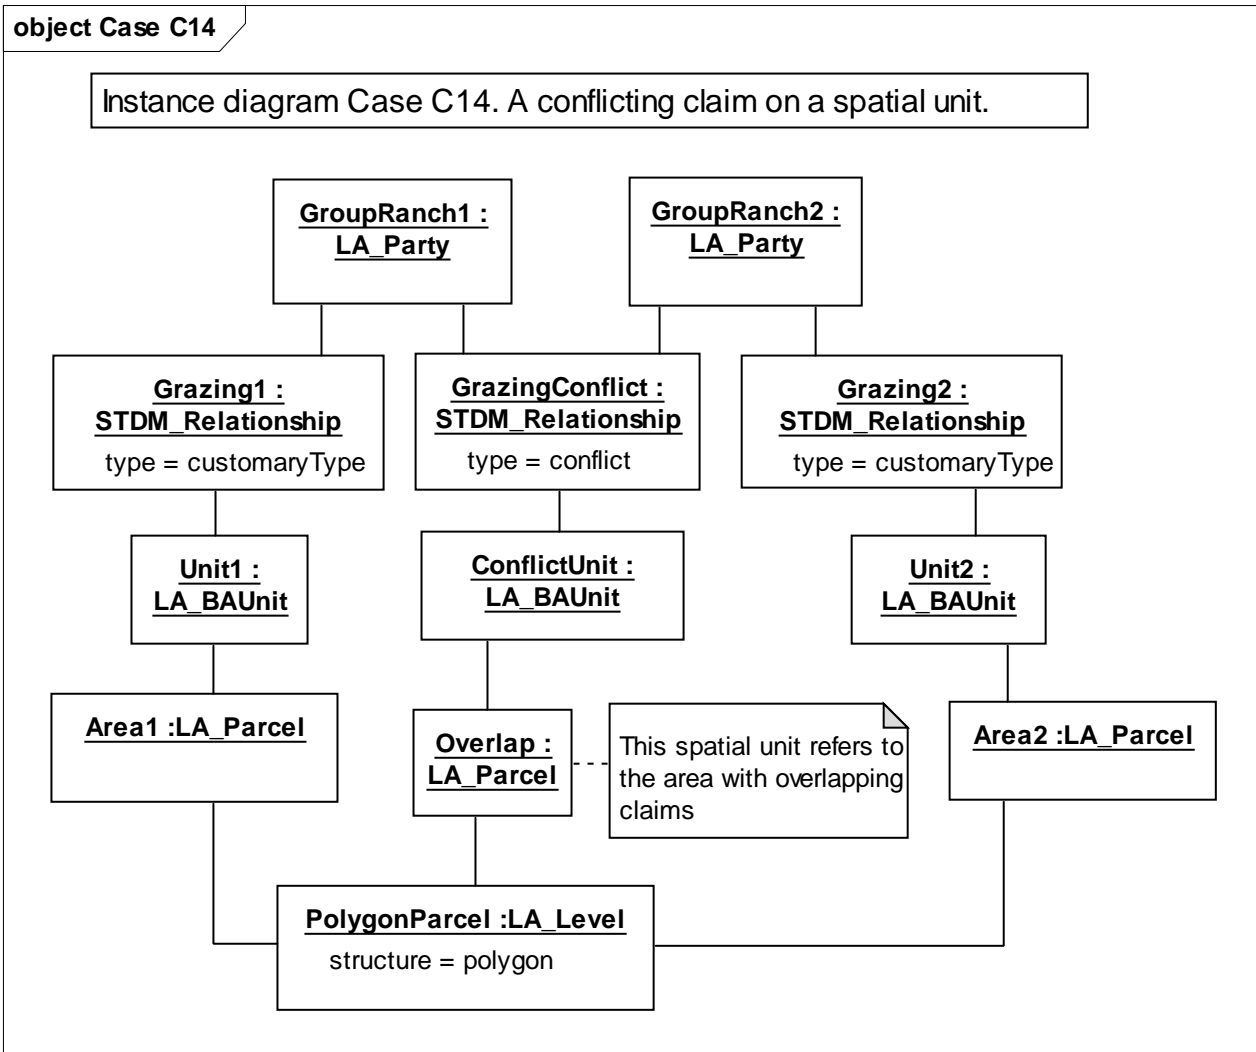 object Case C14
Instance diagram Case C14. A conflicting claim on a spatial unit.
GroupRanch1 :
LA_Party
GroupRanch2 :
LA_Party
Grazing1 :
STDM_Relationship
type = customaryType
GrazingConflict :
STDM_Relationship
type = conflict
Grazing2 :
STDM_Relationship
type = customaryType
Unit1 :
LA_BAUnit
ConflictUnit :
LA_BAUnit
Unit2 :
LA_BAUnit
Area1 :LA_Parcel
Overlap :
LA_Parcel
This spatial unit refers to
the area with overlapping
claims
Area2 :LA_Parcel
PolygonParcel :LA_Level
structure = polygon